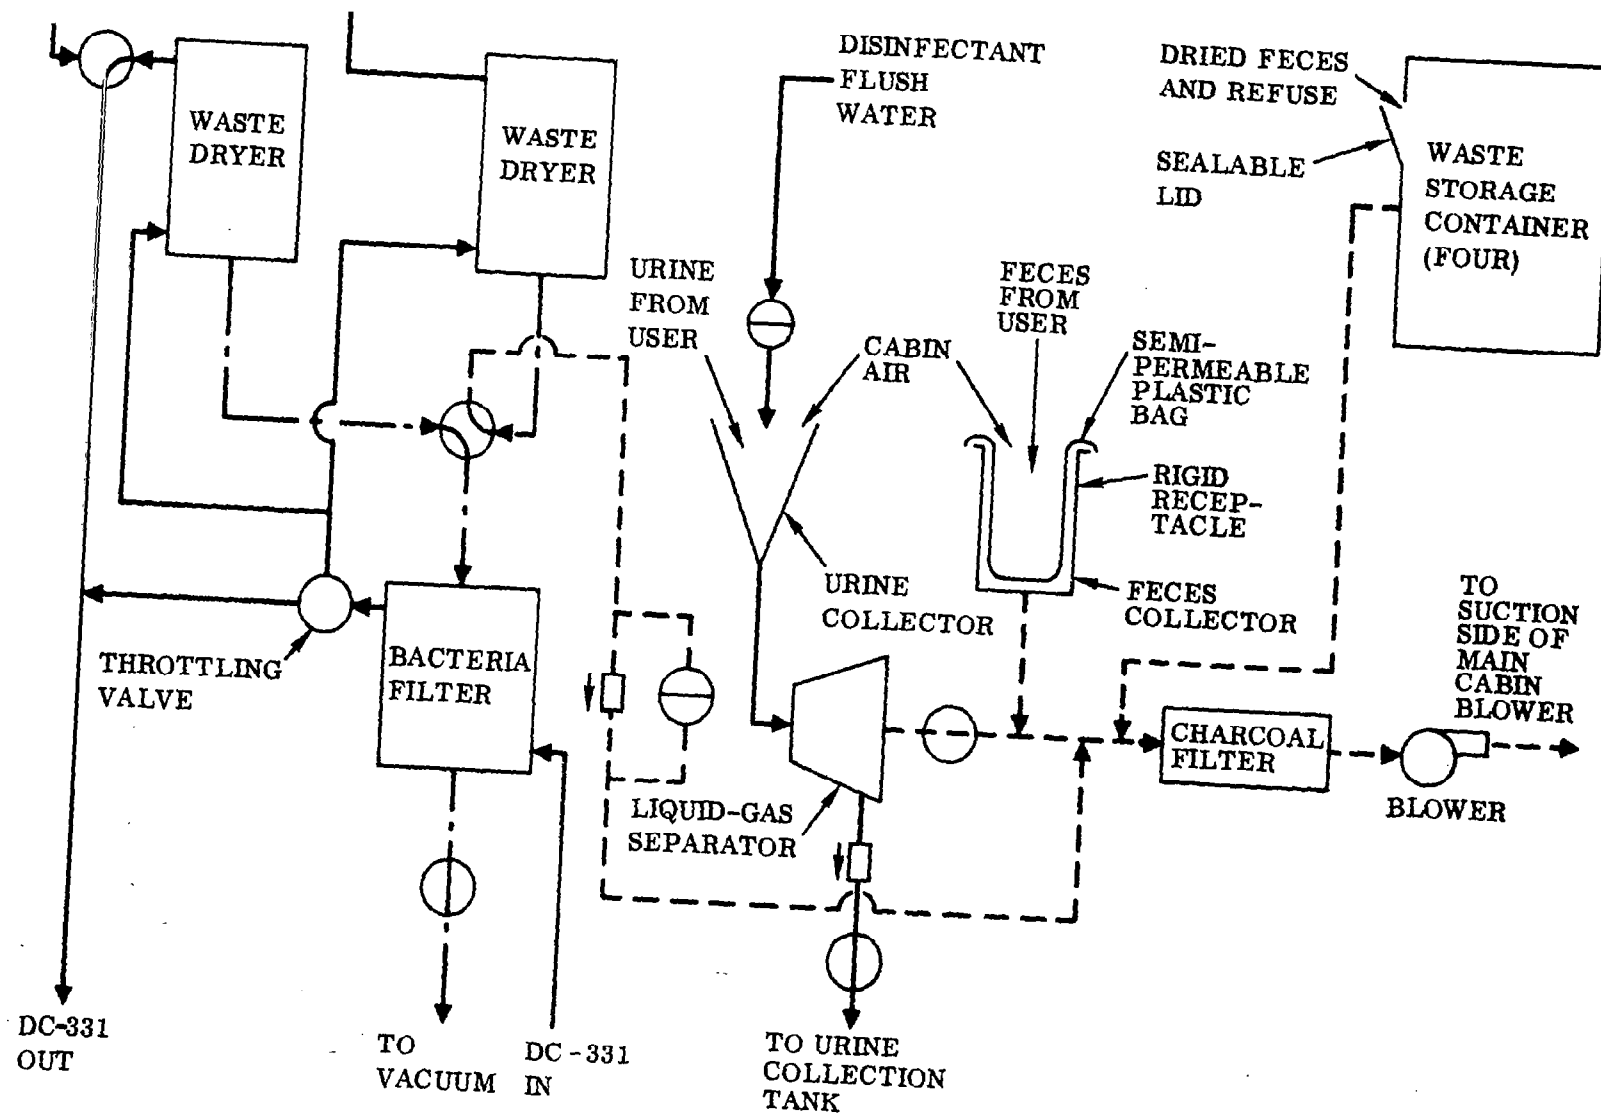 WASTE
DRYER
WASTE
DRYER
DISINFECTANT
FLUSH
WATER
DRIED FECES
AND REFUSE
SEALABLE
LID
WASTE
STORAGE
CONTAINER
(FOUR)
URINE
FROM
USER
CABIN
AIR
FECES
FROM
USER
SEMI-
PERMEABLE
PLASTIC
BAG
RIGID
RECEP-
TACLE
URINE
COLLECTOR
FECES
COLLECTOR
TO
SUCTION
SIDE OF
MAIN
CABIN
BLOWER
THROTTLING
VALVE
BACTERIA
FILTER
CHARCOAL
FILTER
BLOWER
LIQUID-GAS
SEPARATOR
DC-331
OUT
TO
VACUUM
DC-331
IN
TO URINE
COLLECTION
TANK